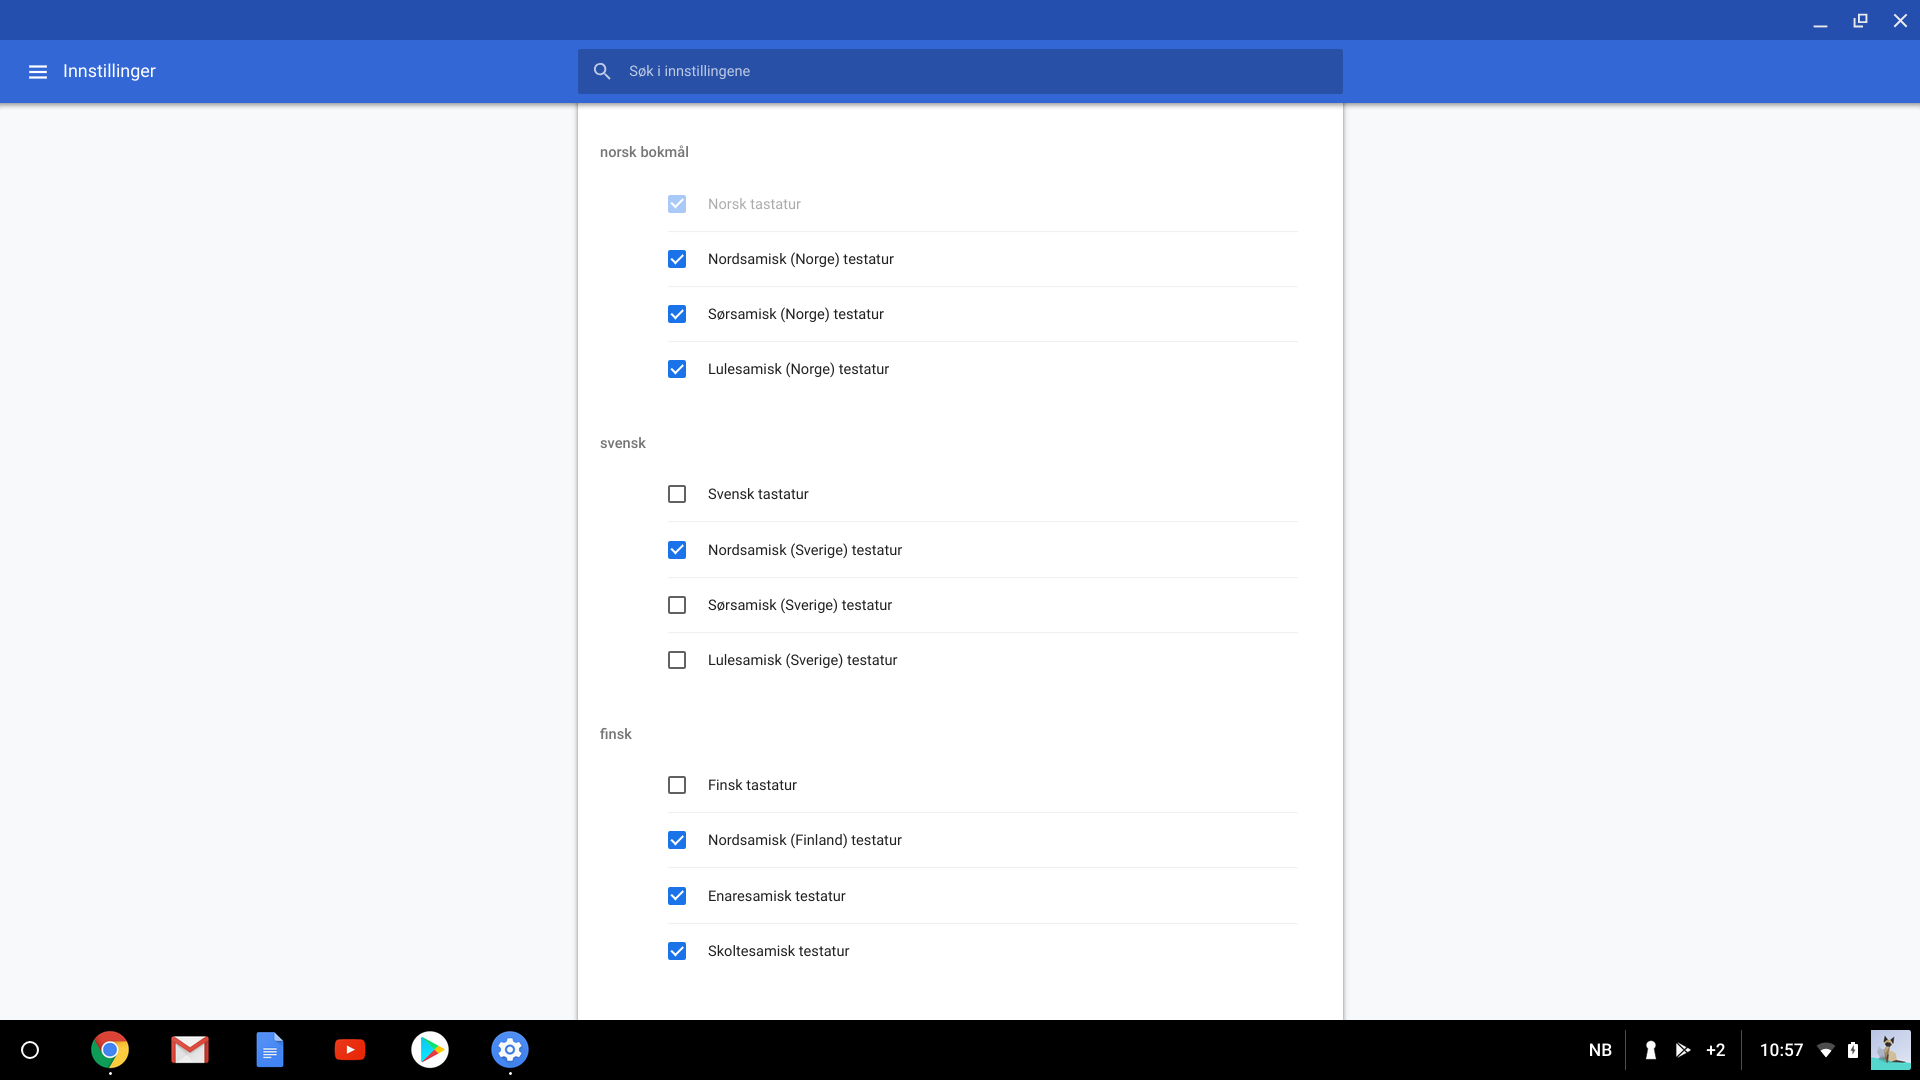 Innstillinger
Søk i innstillingene
norsk bokmål
Norsk tastatur
Nordsamisk (Norge) testatur
Sørsamisk (Norge) testatur
Lulesamisk (Norge) testatur
svensk
Svensk tastatur
Nordsamisk (Sverige) testatur
Sørsamisk (Sverige) testatur
Lulesamisk (Sverige) testatur
finsk
Finsk tastatur
Nordsamisk (Finland) testatur
Enaresamisk testatur
Skoltesamisk testatur
NB +2 10:57